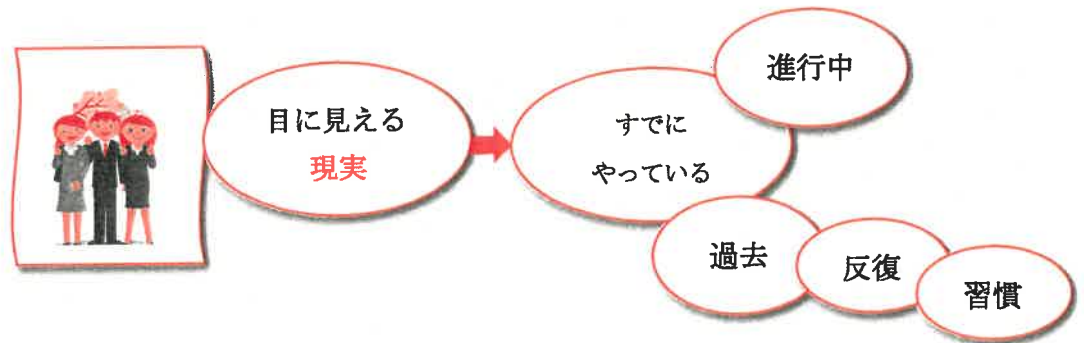 目に見える
現実
すでに
やっている
進行中
過去
反復
習慣